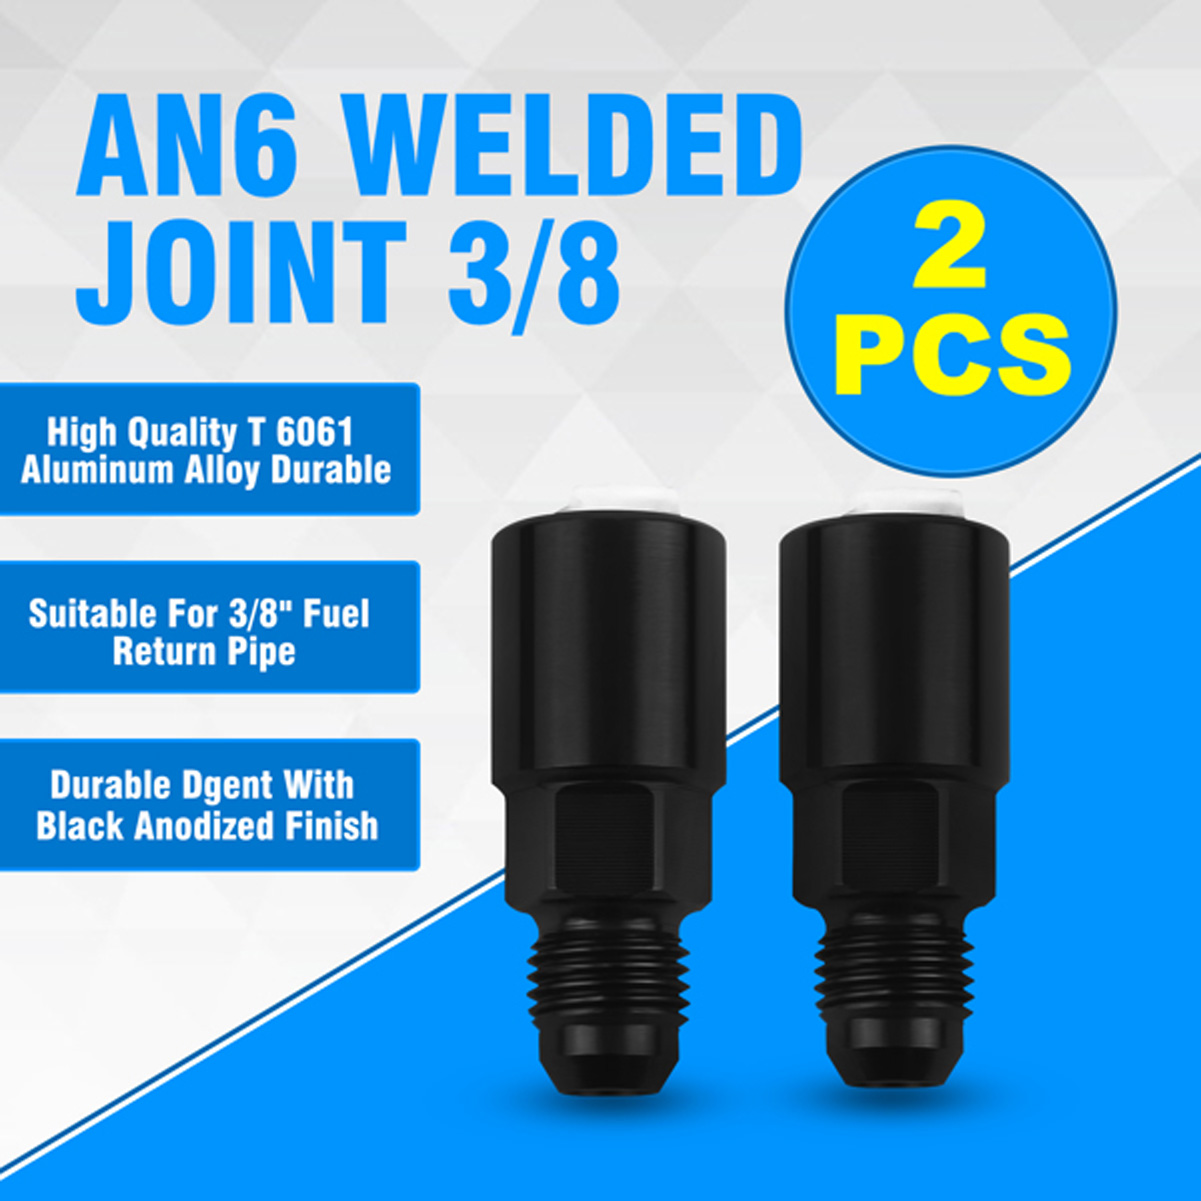 AN6 WELDED
JOINT 3/8
2
PCS
High Quality T 6061
Aluminum Alloy Durable
Suitable For 3/8" Fuel
Return Pipe
Durable Dgent With
Black Anodized Finish